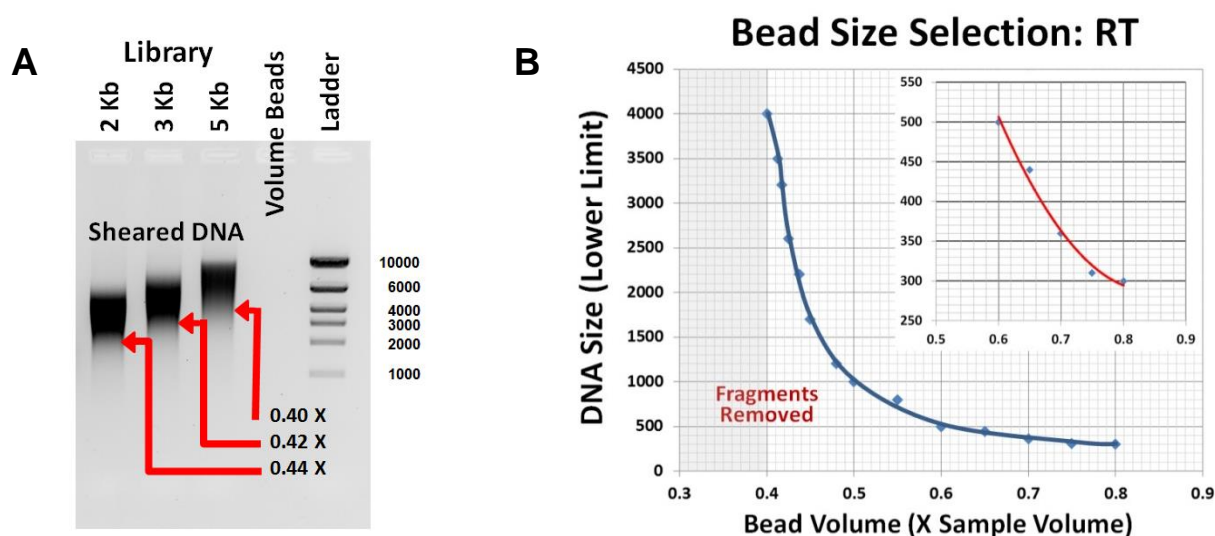 A
Library
2 Kb
3 Kb
5 Kb
Volume Beads
Ladder
Sheared DNA
10000
6000
4000
3000
2000
1000
0.40 X
0.42 X
0.44 X
B
Bead Size Selection: RT
DNA Size (Lower Limit)
4500
4000
3500
3000
2500
2000
1500
1000
500
0
Fragments
Removed
0.3 0.4 0.5 0.6 0.7 0.8 0.9
Bead Volume (X Sample Volume)
550
500
450
400
350
300
250
0.5 0.6 0.7 0.8 0.9